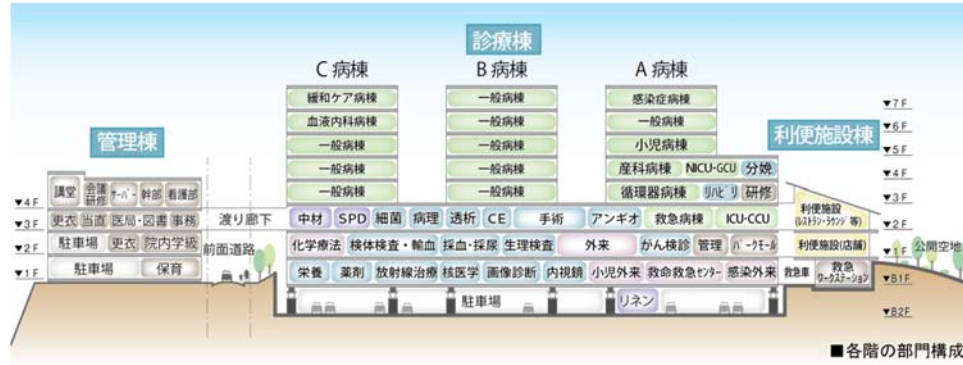 診療棟
C 病棟
B 病棟
A 病棟
緩和ケア病棟
一般病棟
感染症病棟
▼7F
血液内科病棟
一般病棟
一般病棟
▼6F
管理棟
一般病棟
一般病棟
小児病棟
利便施設棟
▼5F
一般病棟
一般病棟
産科病棟 NICU・GCU 分娩
▼4F
講堂 会議研修 サーバー 幹部 看護部
一般病棟
一般病棟
循環器病棟 リハビリ 研修
▼3F
▼4F
▼3F 更衣 当直 医局・図書 事務
渡り廊下
中材 SPD 細菌 病理 透析 CE 手術 アンギオ 救急病棟 ICU・CCU
利便施設
(レストラン・ラウンジ等)
▼2F
▼2F 駐車場 更衣 院内学級
前面道路
化学療法 検体検査・輸血 採血・採尿 生理検査 外来 がん検診 管理 パークモール
利便施設(店舗)
▼1F
公開空地
▼1F 駐車場 保育
栄養 薬剤 放射線治療 核医学 画像診断 内視鏡 小児外来 救命救急センター 感染外来
救急車
救急
ワークステーション
▼B1F
駐車場 リネン
▼B2F
■各階の部門構成